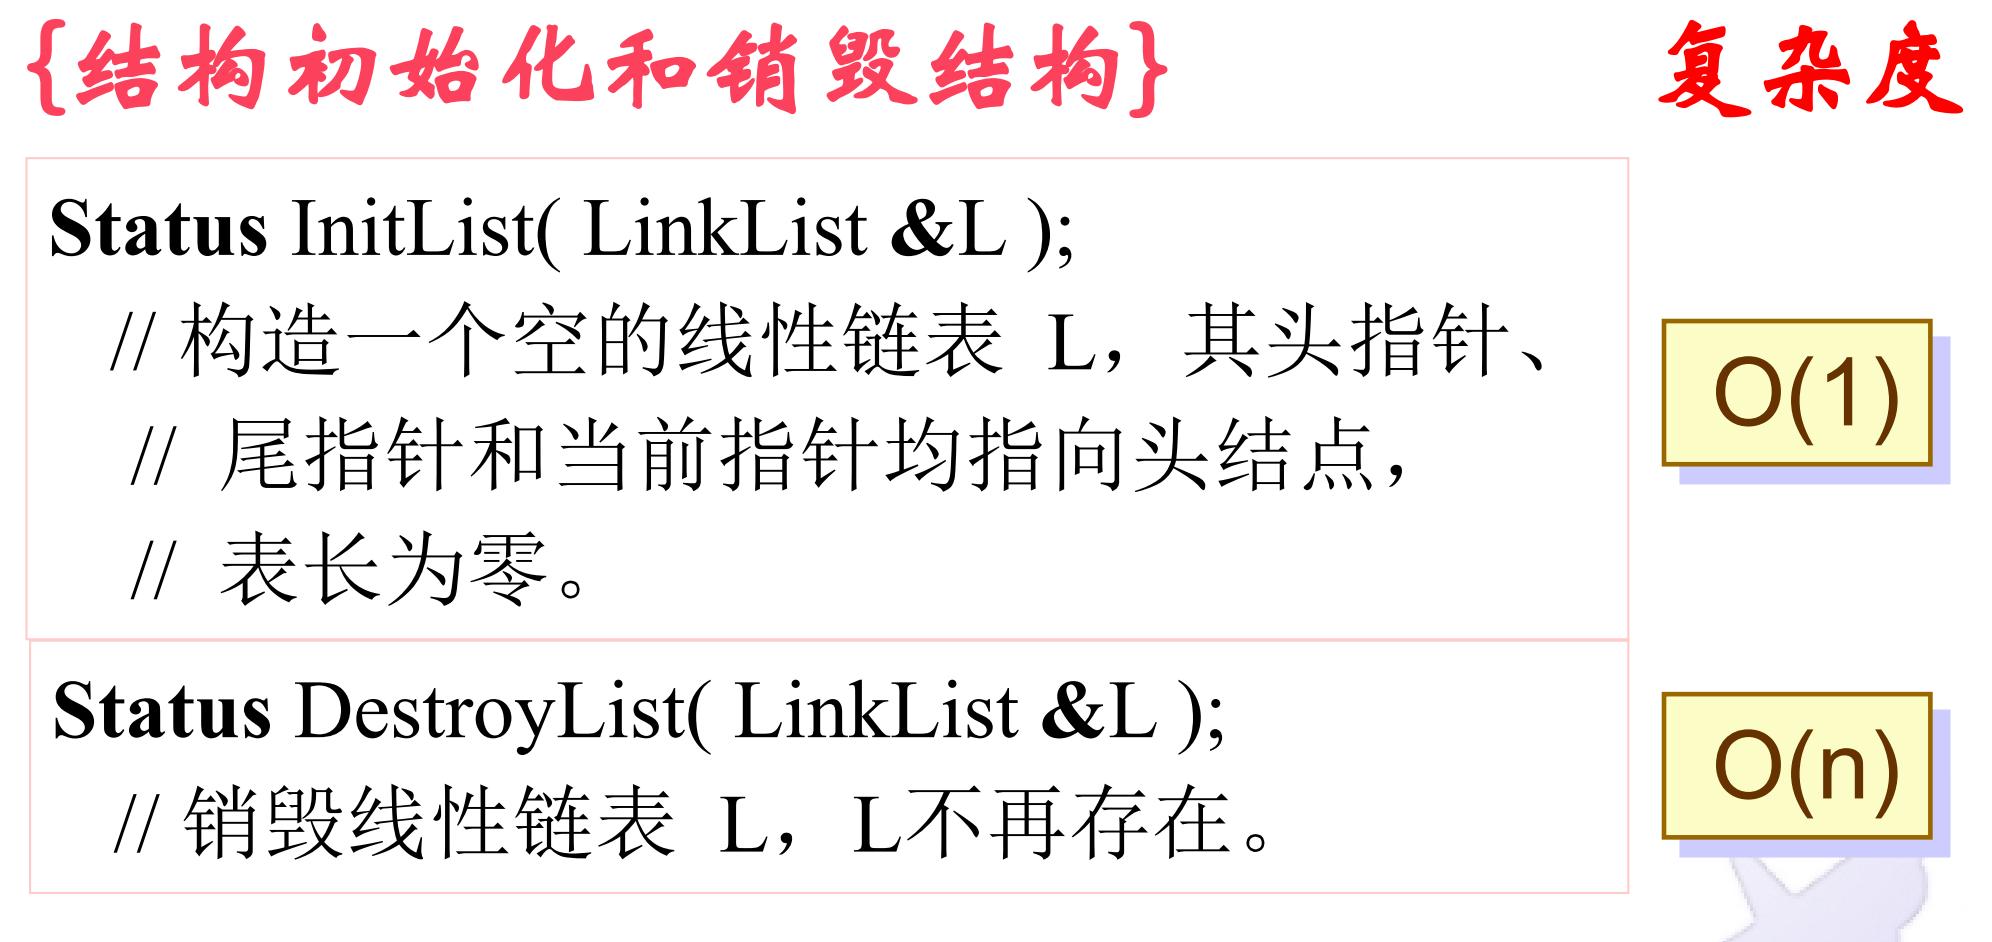 {结构初始化和销毁结构} 复杂度
Status InitList( LinkList &L );
// 构造一个空的线性链表 L，其头指针、
// 尾指针和当前指针均指向头结点，
// 表长为零。
O(1)
Status DestroyList( LinkList &L );
// 销毁线性链表 L，L不再存在。
O(n)